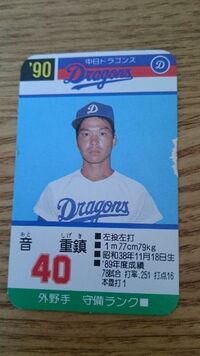 '90
中日ドラゴンズ
Dragons
D
D
Dragons
おと しげき
音 重鎮
40
■左投左打
■1m77cm79kg
■昭和38年11月18日生
■'89年度成績
78試合 打率.251 打点16
本塁打1
外野手 守備ランク■